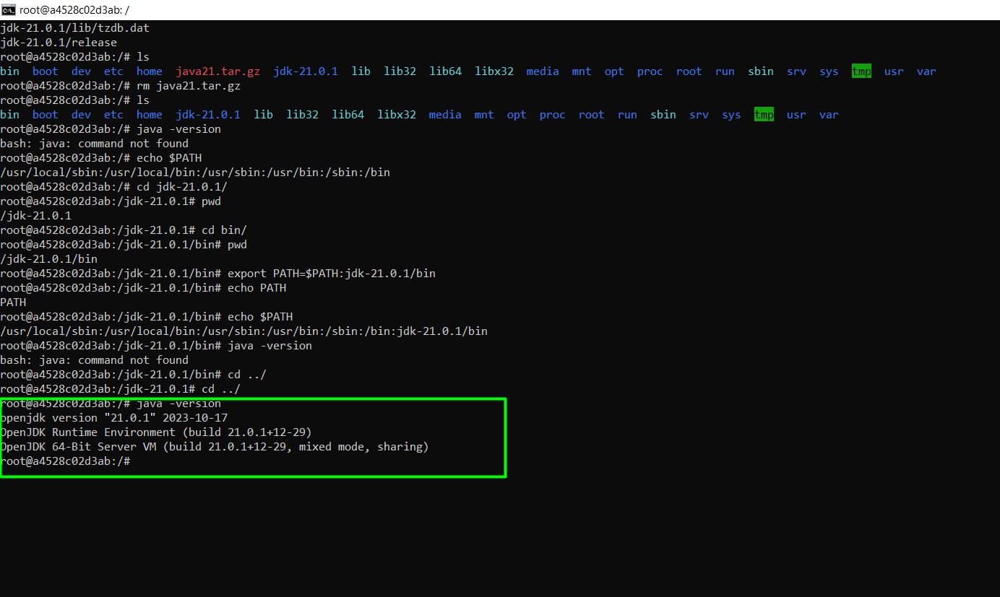 root@a4528c02d3ab: /
jdk-21.0.1/lib/tzdb.dat
jdk-21.0.1/release
root@a4528c02d3ab:/# ls
bin  boot  dev  etc  home  java21.tar.gz  jdk-21.0.1  lib  lib32  lib64  libx32  media  mnt  opt  proc  root  run  sbin  srv  sys  tmp  usr  var
root@a4528c02d3ab:/# rm java21.tar.gz
root@a4528c02d3ab:/# ls
bin  boot  dev  etc  home  jdk-21.0.1  lib  lib32  lib64  libx32  media  mnt  opt  proc  root  run  sbin  srv  sys  tmp  usr  var
root@a4528c02d3ab:/# java -version
bash: java: command not found
root@a4528c02d3ab:/# echo $PATH
/usr/local/sbin:/usr/local/bin:/usr/sbin:/usr/bin:/sbin:/bin
root@a4528c02d3ab:/# cd jdk-21.0.1/
root@a4528c02d3ab:/jdk-21.0.1# pwd
/jdk-21.0.1
root@a4528c02d3ab:/jdk-21.0.1# cd bin/
root@a4528c02d3ab:/jdk-21.0.1/bin# pwd
/jdk-21.0.1/bin
root@a4528c02d3ab:/jdk-21.0.1/bin# export PATH=$PATH:jdk-21.0.1/bin
root@a4528c02d3ab:/jdk-21.0.1/bin# echo PATH
PATH
root@a4528c02d3ab:/jdk-21.0.1/bin# echo $PATH
/usr/local/sbin:/usr/local/bin:/usr/sbin:/usr/bin:/sbin:/bin:jdk-21.0.1/bin
root@a4528c02d3ab:/jdk-21.0.1/bin# java -version
bash: java: command not found
root@a4528c02d3ab:/jdk-21.0.1/bin# cd ../
root@a4528c02d3ab:/jdk-21.0.1# cd ../
root@a4528c02d3ab:/# java -version
openjdk version "21.0.1" 2023-10-17
OpenJDK Runtime Environment (build 21.0.1+12-29)
OpenJDK 64-Bit Server VM (build 21.0.1+12-29, mixed mode, sharing)
root@a4528c02d3ab:/#